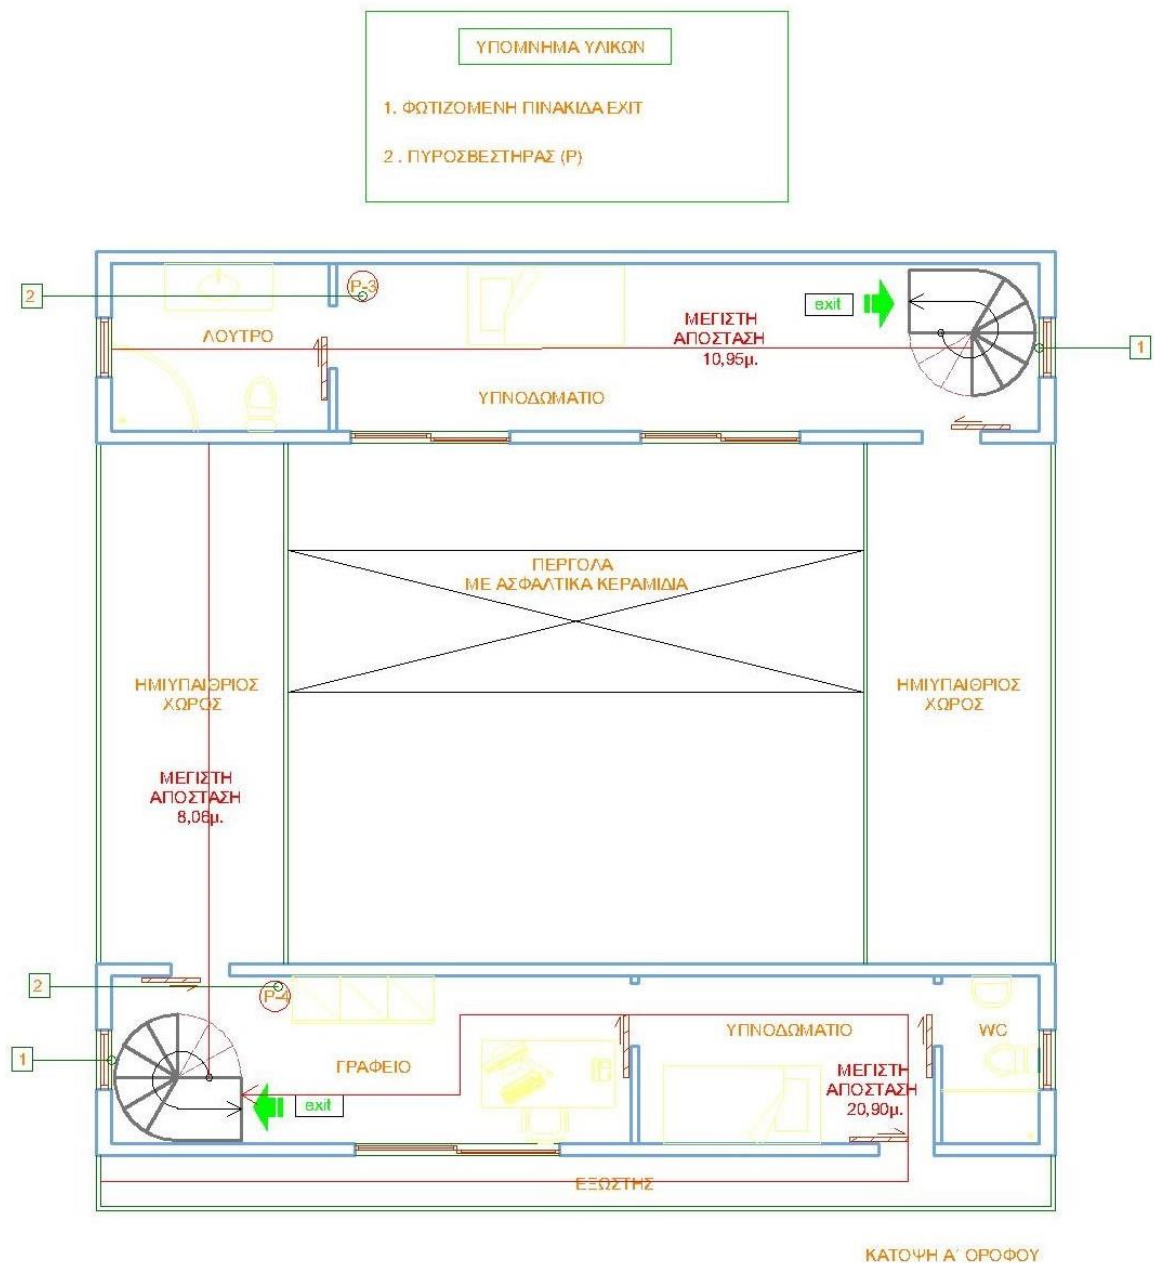 ΥΠΟΜΝΗΜΑ ΥΛΙΚΩΝ
1. ΦΩΤΙΖΟΜΕΝΗ ΠΙΝΑΚΙΔΑ EXIT
2 . ΠΥΡΟΣΒΕΣΤΗΡΑΣ (P)
2
P-3
exit
ΛΟΥΤΡΟ
ΜΕΓΙΣΤΗ
ΑΠΟΣΤΑΣΗ
10,95μ.
1
ΥΠΝΟΔΩΜΑΤΙΟ
ΠΕΡΓΟΛΑ
ΜΕ ΑΣΦΑΛΤΙΚΑ ΚΕΡΑΜΙΔΙΑ
ΗΜΙΥΠΑΙΘΡΙΟΣ
ΧΩΡΟΣ
ΗΜΙΥΠΑΙΘΡΙΟΣ
ΧΩΡΟΣ
ΜΕΓΙΣΤΗ
ΑΠΟΣΤΑΣΗ
8,06μ.
2
P-4
ΥΠΝΟΔΩΜΑΤΙΟ
WC
1
ΓΡΑΦΕΙΟ
ΜΕΓΙΣΤΗ
ΑΠΟΣΤΑΣΗ
20,90μ.
exit
ΕΞΩΣΤΗΣ
ΚΑΤΟΨΗ Α΄ ΟΡΟΦΟΥ